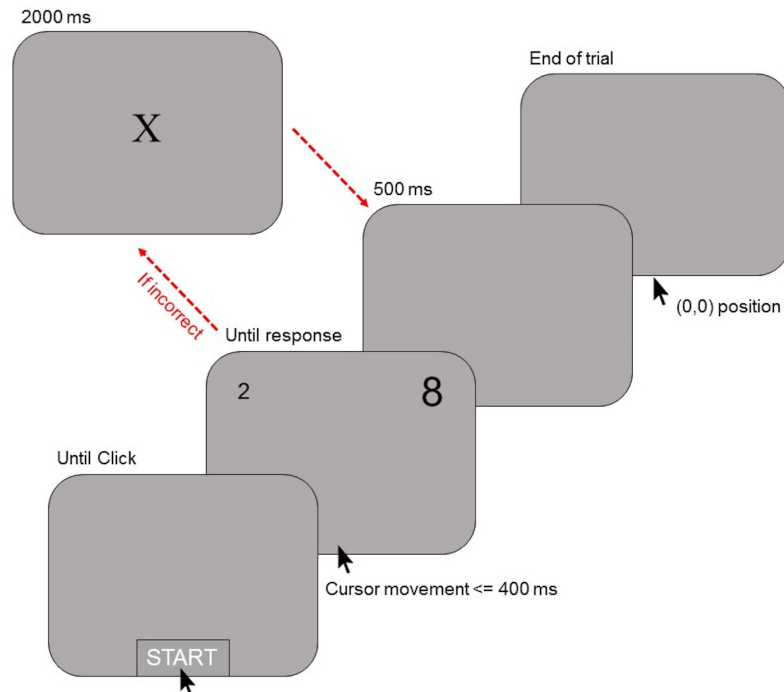 2000 ms
X
End of trial
500 ms
(0,0) position
If incorrect
Until response
2 8
Until Click
Cursor movement <= 400 ms
START